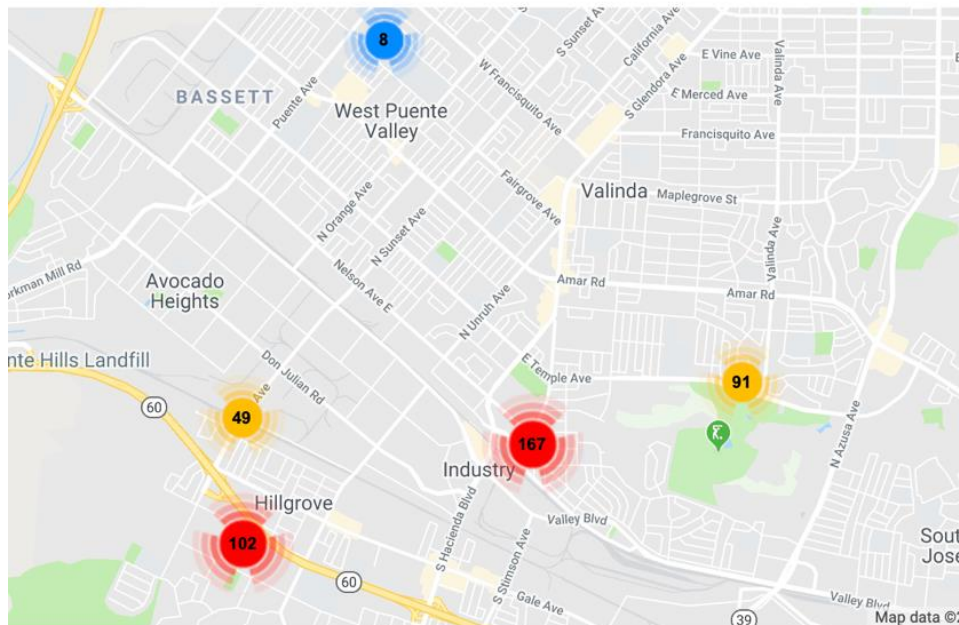 8
S Sunset Ave
California Ave
E Vine Ave
Valinda Ave
BASSETT
Puente Ave
W Francisquito Ave
S Glendora Ave
E Merced Ave
West Puente
Valley
Francisquito Ave
Fairgrove Ave
Valinda
Maplegrove St
N Orange Ave
N Sunset Ave
Valinda Ave
orkman Mill Rd
Avocado
Heights
Nelson Ave E
Amar Rd
Amar Rd
N Unruh Ave
nte Hills Landfill
Don Julian Rd
E Temple Ave
91
60
Ave
49
167
N Azusa Ave
Industry
Hillgrove
102
S Hacienda Blvd
Valley Blvd
South
Jose
60
S Stimson Ave
Gale Ave
39
Valley Blvd
Map data ©2